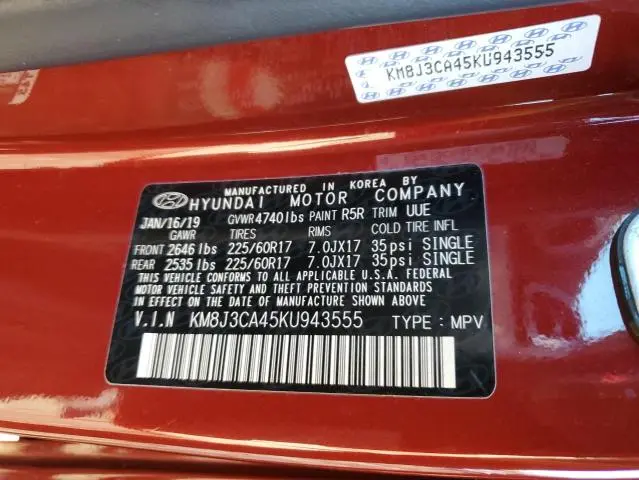 KM8J3CA45KU943555
MANUFACTURED IN KOREA BY
HYUNDAI MOTOR COMPANY
JAN/16/19 GVWR 4740lbs PAINT R5R TRIM UUE
GAWR TIRES RIMS COLD TIRE INFL
FRONT 2646 lbs 225/60R17 7.0JX17 35psi SINGLE
REAR 2535 lbs 225/60R17 7.0JX17 35psi SINGLE
THIS VEHICLE CONFORMS TO ALL APPLICABLE U.S.A. FEDERAL
MOTOR VEHICLE SAFETY AND THEFT PREVENTION STANDARDS
IN EFFECT ON THE DATE OF MANUFACTURE SHOWN ABOVE.
V.I.N KM8J3CA45KU943555 TYPE : MPV